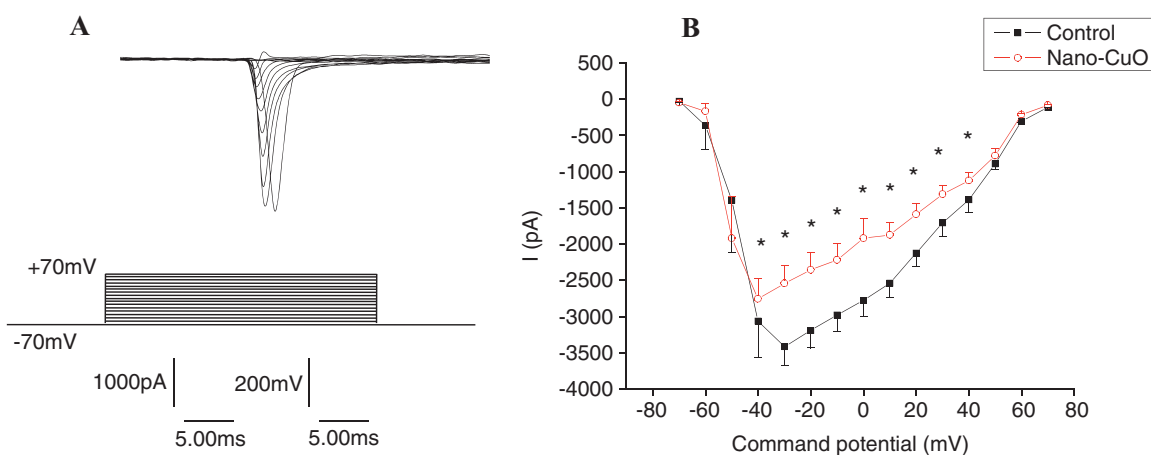 A
+70mV
-70mV
1000pA
200mV
5.00ms
5.00ms
B
Control
Nano-CuO
500
0
-500
-1000
-1500
-2000
-2500
-3000
-3500
-4000
I (pA)
* * * * * * * * *
-80 -60 -40 -20 0 20 40 60 80
Command potential (mV)